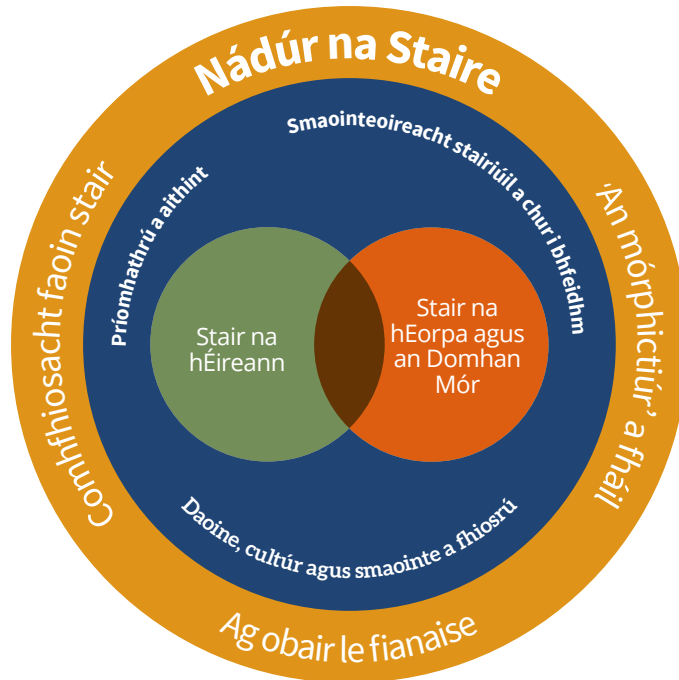 Nádúr na Staire
Smaointeoireacht stairiúil a chur i bhfeidhm
Príomhathrú a aithint
Comhfhiosacht faoin stair
'An mórphictiúr' a fháil
Stair na
hÉireann
Stair na
hEorpa agus
an Domhan
Mór
Daoine, cultúr agus smaointe a fhiosrú
Ag obair le fianaise